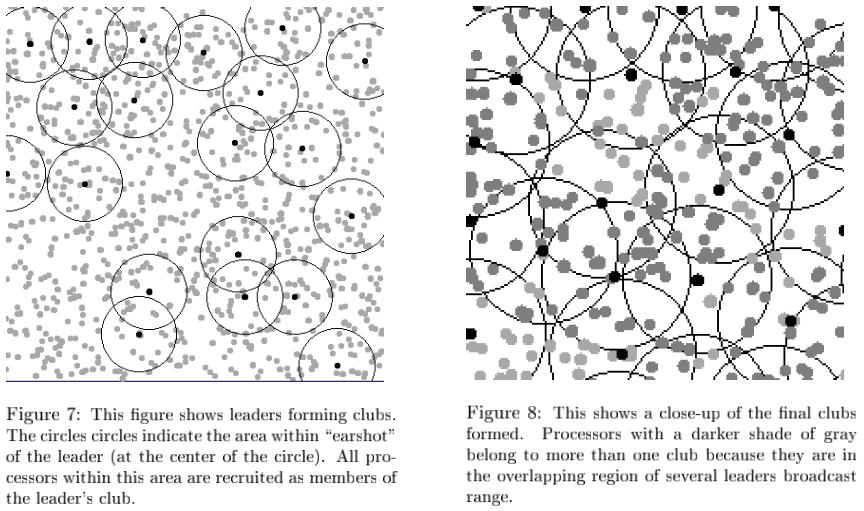 Figure 7: This figure shows leaders forming clubs.
The circles circles indicate the area within “earshot”
of the leader (at the center of the circle). All pro-
cessors within this area are recruited as members of
the leader’s club.
Figure 8: This shows a close-up of the final clubs
formed. Processors with a darker shade of gray
belong to more than one club because they are in
the overlapping region of several leaders broadcast
range.